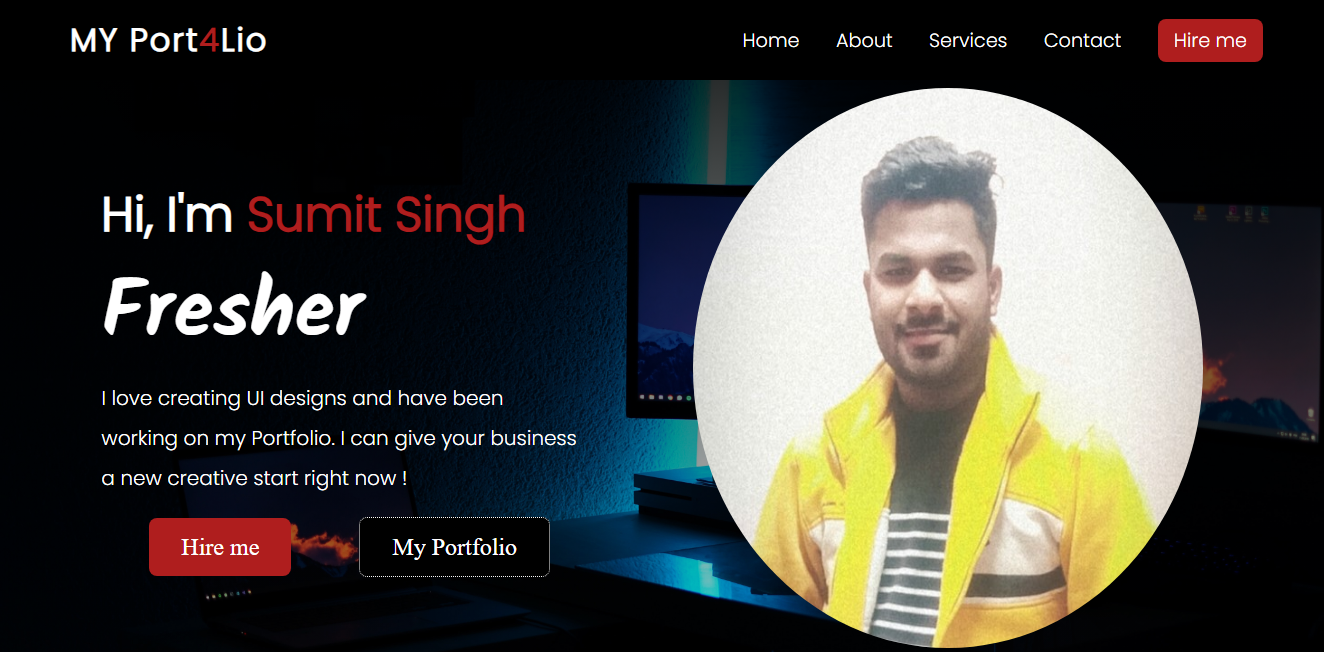 MY Port4Lio
Home About Services Contact Hire me
Hi, I'm Sumit Singh
Fresher
I love creating UI designs and have been
working on my Portfolio. I can give your business
a new creative start right now !
Hire me My Portfolio